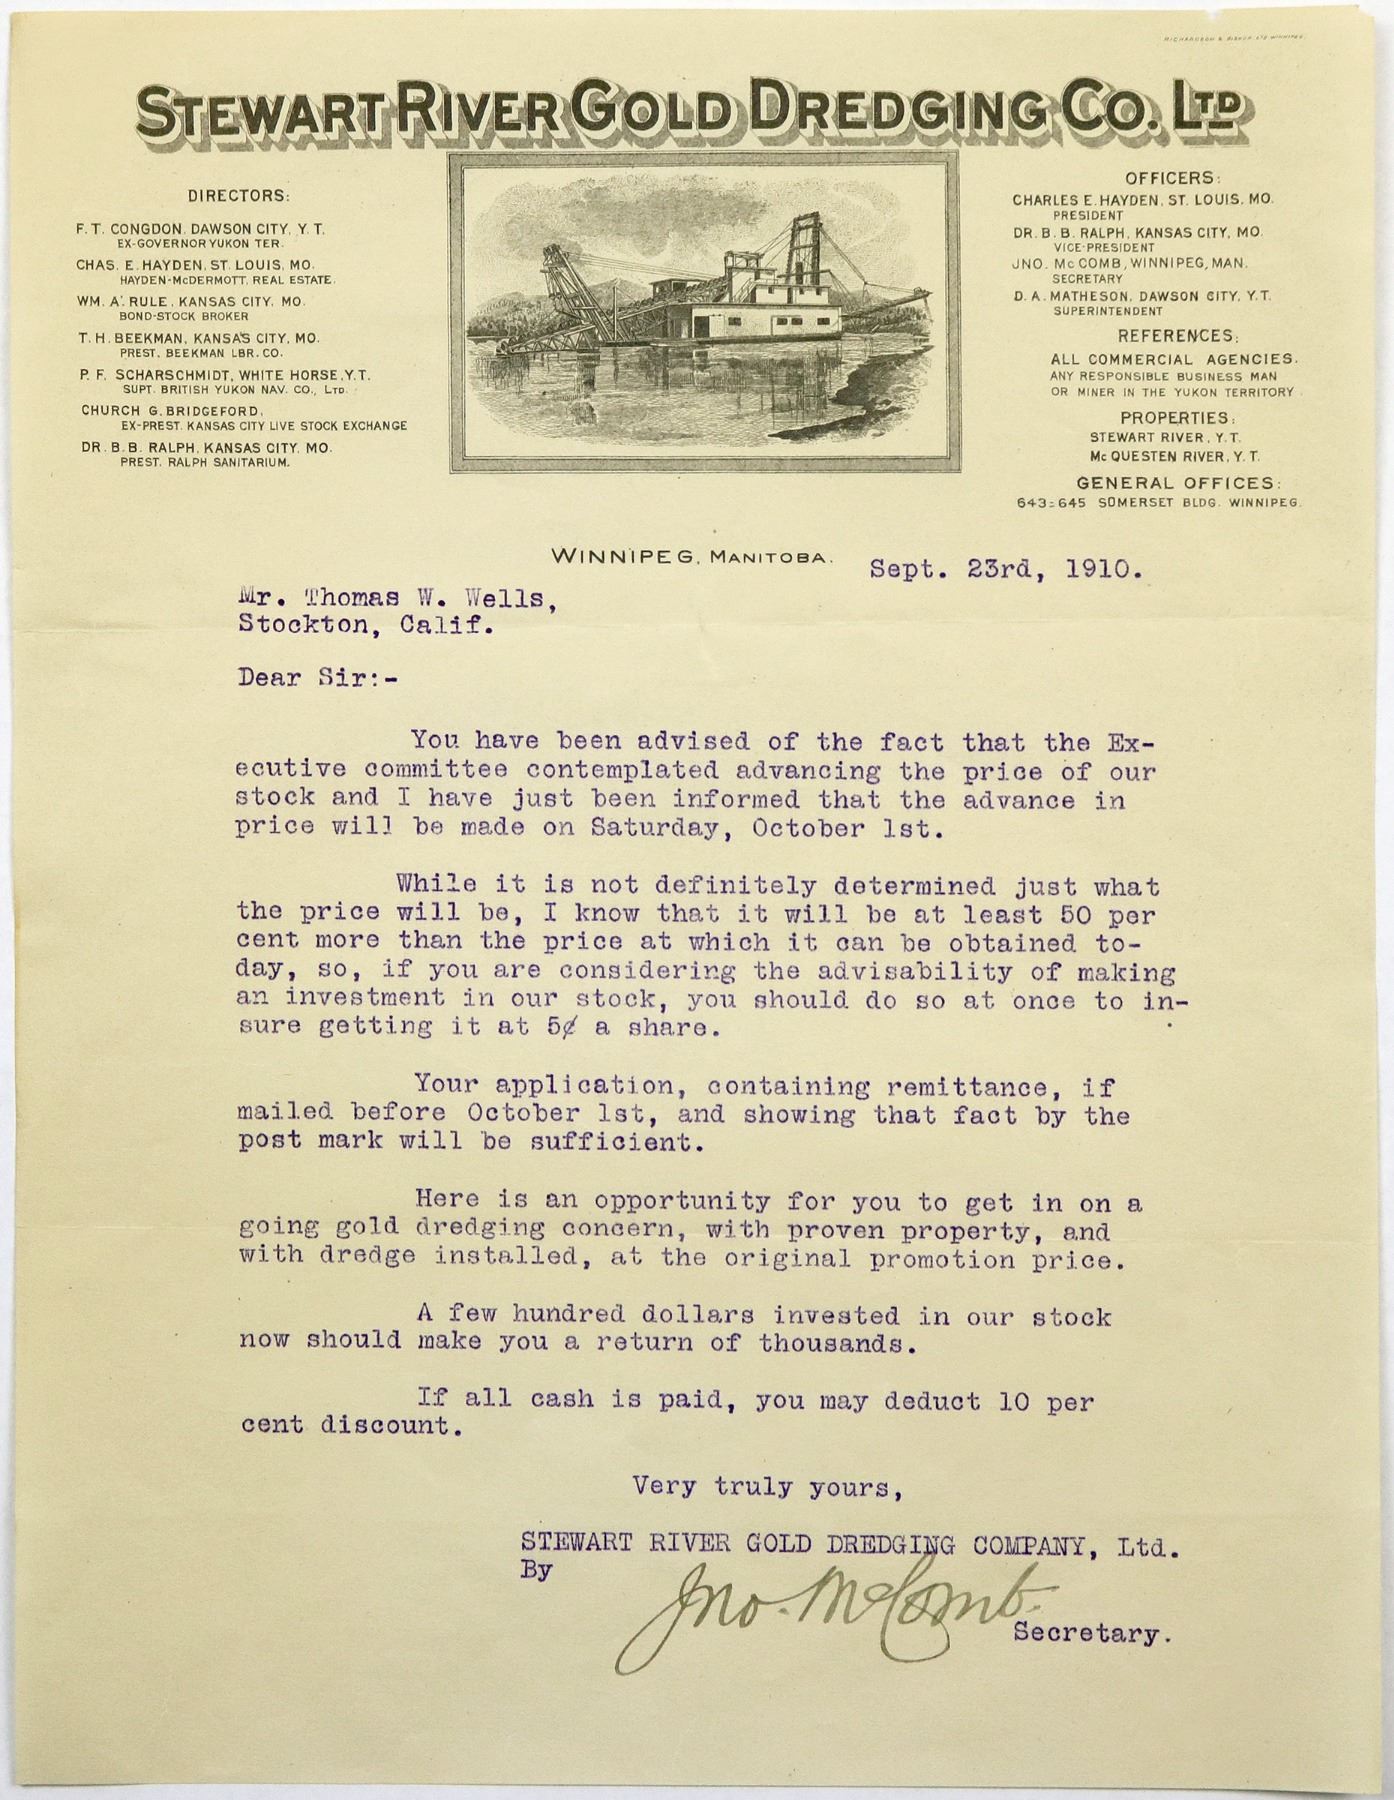 RICHARDSON & BISHOP LTD WINNIPEG.
STEWART RIVER GOLD DREDGING CO. LTD
DIRECTORS:
F. T. CONGDON, DAWSON CITY, Y. T.
EX-GOVERNOR YUKON TER.
CHAS. E. HAYDEN, ST. LOUIS, MO.
HAYDEN-McDERMOTT, REAL ESTATE.
WM. A. RULE, KANSAS CITY, MO.
BOND-STOCK BROKER
T. H. BEEKMAN, KANSAS CITY, MO.
PREST. BEEKMAN LBR. CO.
P. F. SCHARSCHMIDT, WHITE HORSE, Y. T.
SUPT. BRITISH YUKON NAV. CO., LTD.
CHURCH G. BRIDGEFORD,
EX-PREST. KANSAS CITY LIVE STOCK EXCHANGE
DR. B. B. RALPH, KANSAS CITY, MO.
PREST. RALPH SANITARIUM.
OFFICERS:
CHARLES E. HAYDEN, ST. LOUIS, MO.
PRESIDENT
DR. B. B. RALPH, KANSAS CITY, MO.
VICE-PRESIDENT
JNO. McCOMB, WINNIPEG, MAN.
SECRETARY
D. A. MATHESON, DAWSON CITY, Y. T.
SUPERINTENDENT
REFERENCES:
ALL COMMERCIAL AGENCIES.
ANY RESPONSIBLE BUSINESS MAN
OR MINER IN THE YUKON TERRITORY.
PROPERTIES:
STEWART RIVER, Y. T.
McQUESTEN RIVER, Y. T.
GENERAL OFFICES:
643-645 SOMERSET BLDG. WINNIPEG.
WINNIPEG, MANITOBA. Sept. 23rd, 1910.
Mr. Thomas W. Wells,
Stockton, Calif.
Dear Sir:-
You have been advised of the fact that the Ex-
ecutive committee contemplated advancing the price of our
stock and I have just been informed that the advance in
price will be made on Saturday, October 1st.
While it is not definitely determined just what
the price will be, I know that it will be at least 50 per
cent more than the price at which it can be obtained to-
day, so, if you are considering the advisability of making
an investment in our stock, you should do so at once to in-
sure getting it at 5¢ a share.
Your application, containing remittance, if
mailed before October 1st, and showing that fact by the
post mark will be sufficient.
Here is an opportunity for you to get in on a
going gold dredging concern, with proven property, and
with dredge installed, at the original promotion price.
A few hundred dollars invested in our stock
now should make you a return of thousands.
If all cash is paid, you may deduct 10 per
cent discount.
Very truly yours,
STEWART RIVER GOLD DREDGING COMPANY, Ltd.
By
Jno. McComb.
Secretary.